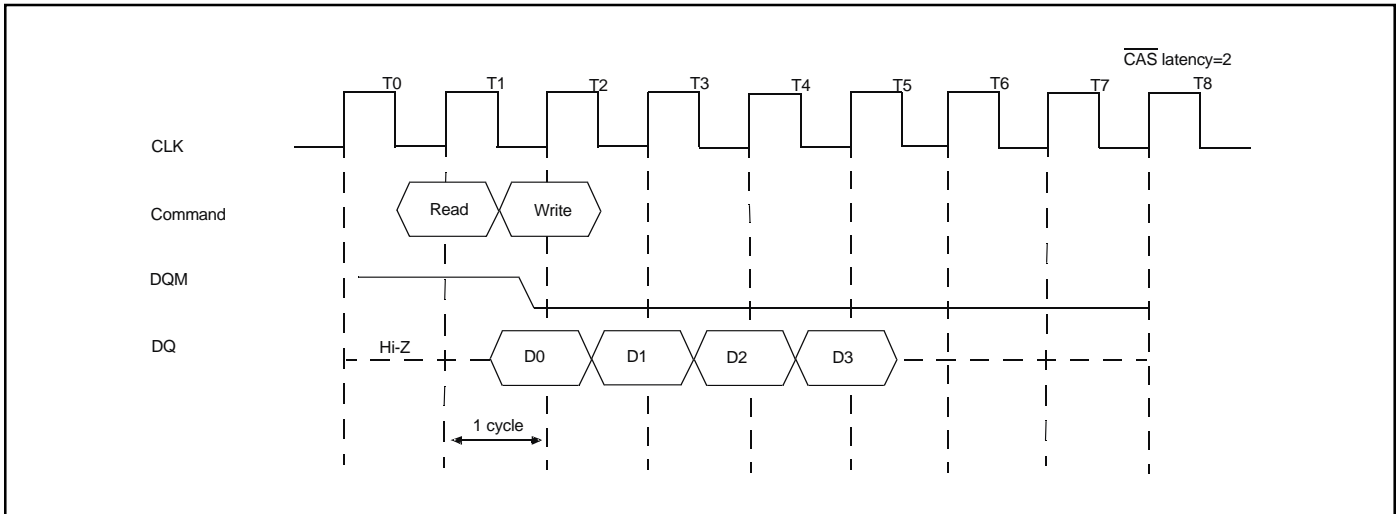 CAS latency=2
T0 T1 T2 T3 T4 T5 T6 T7 T8
CLK
Command Read Write
DQM
DQ Hi-Z D0 D1 D2 D3
1 cycle